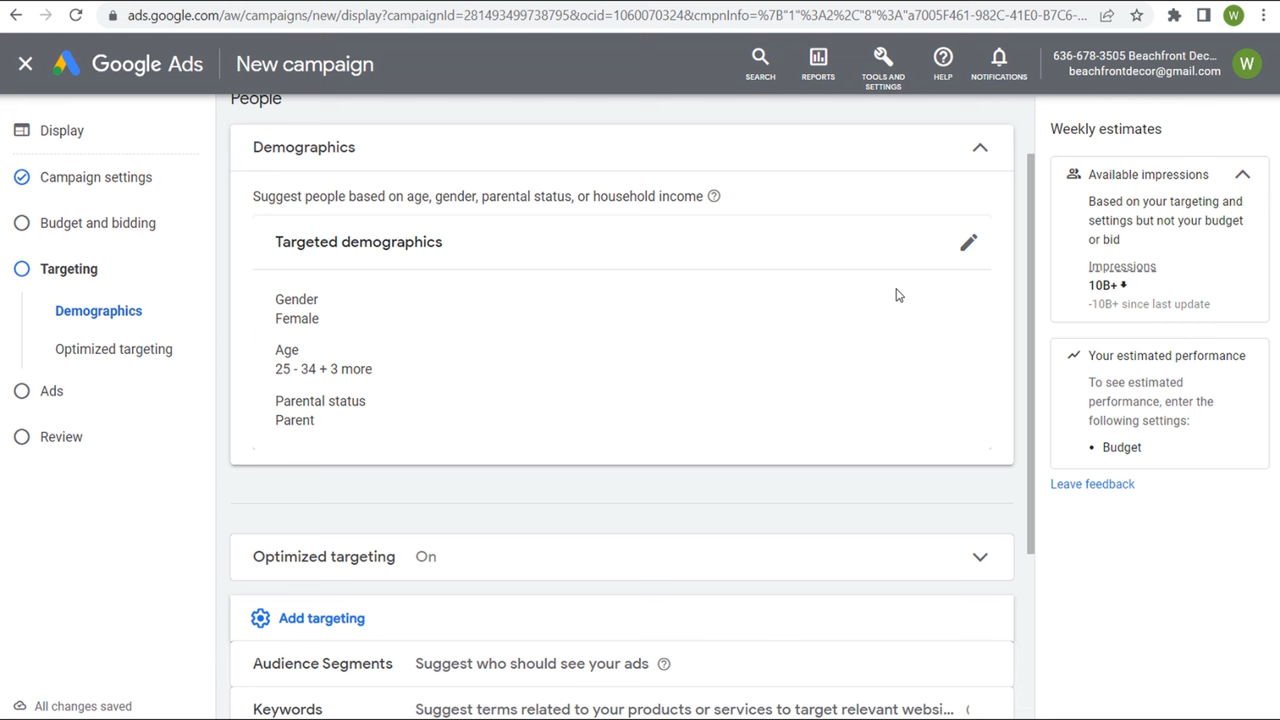 ads.google.com/aw/campaigns/new/display?campaignId=281493499738795&ocid=1060070324&cmpnInfo=%7B"1"%3A2%2C"8"%3A"a7005F461-982C-41E0-B7C6-...
W
Google Ads
New campaign
SEARCH
REPORTS
TOOLS AND
SETTINGS
HELP
NOTIFICATIONS
636-678-3505 Beachfront Dec...
beachfrontdecor@gmail.com
W
Display
Campaign settings
Budget and bidding
Targeting
Demographics
Optimized targeting
Ads
Review
All changes saved
People
Demographics
Suggest people based on age, gender, parental status, or household income
Targeted demographics
Gender
Female
Age
25 - 34 + 3 more
Parental status
Parent
Optimized targeting On
Add targeting
Audience Segments Suggest who should see your ads
Keywords Suggest terms related to your products or services to target relevant websi...
Weekly estimates
Available impressions
Based on your targeting and
settings but not your budget
or bid
Impressions
10B+
-10B+ since last update
Your estimated performance
To see estimated
performance, enter the
following settings:
• Budget
Leave feedback